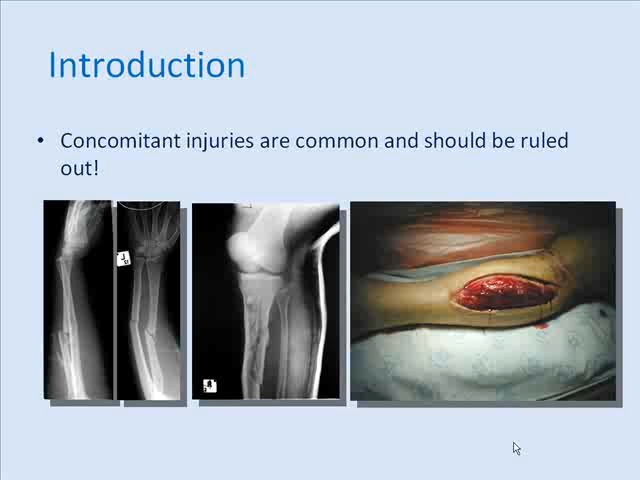 Introduction
• Concomitant injuries are common and should be ruled
out!